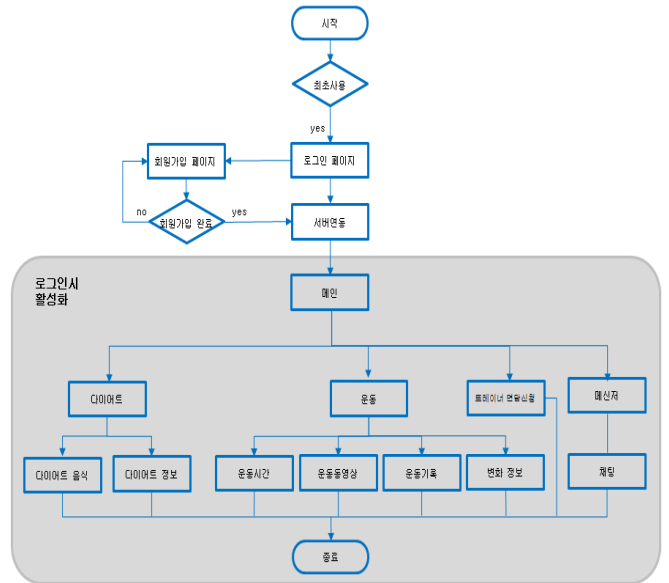 시작
최초사용
yes
회원가입 페이지
로그인 페이지
no
회원가입 완료
yes
서버연동
로그인시
활성화
메인
다이어트
운동
트레이너 면담신청
메신저
다이어트 음식
다이어트 정보
운동시간
운동동영상
운동기록
변화 정보
채팅
종료